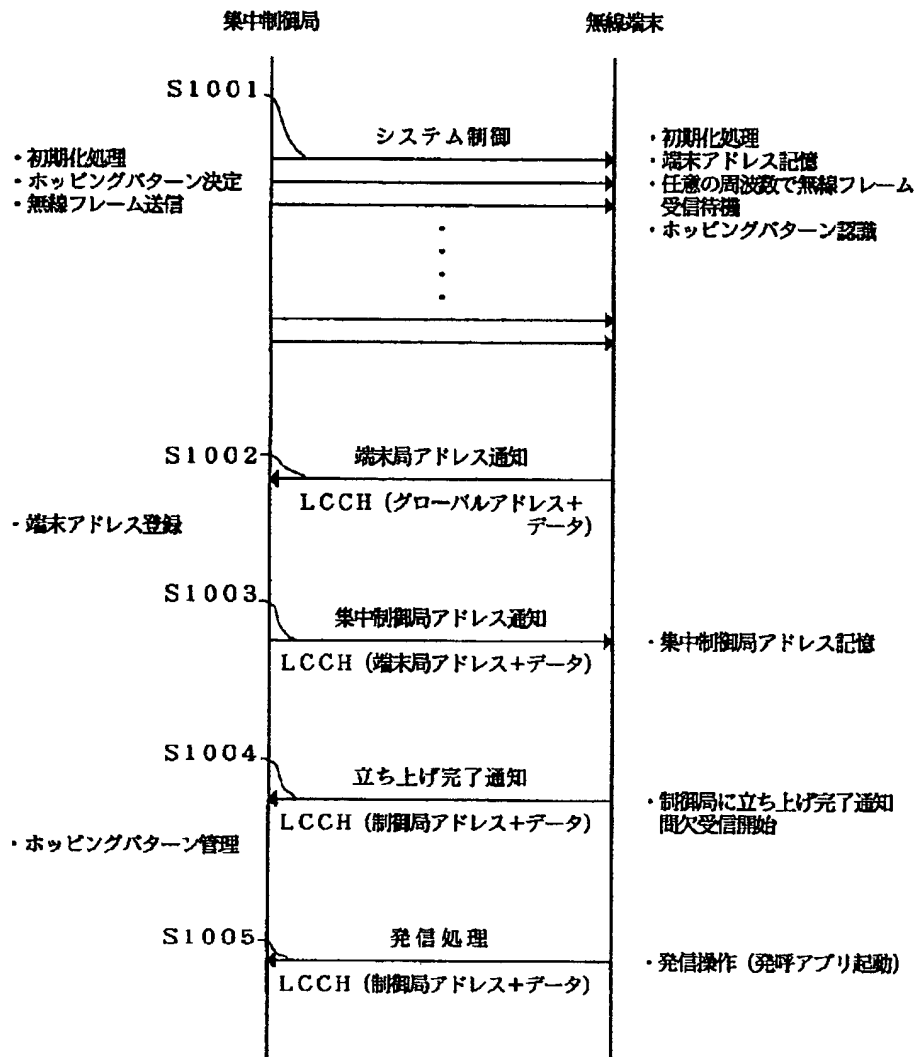 集中制御局
無線端末
S1001
システム制御
・初期化処理
・ホッピングパターン決定
・無線フレーム送信
・初期化処理
・端末アドレス記憶
・任意の周波数で無線フレーム
受信待機
・ホッピングパターン認識
S1002
端末局アドレス通知
LCCH (グローバルアドレス+
データ)
・端末アドレス登録
S1003
集中制御局アドレス通知
LCCH (端末局アドレス+データ)
・集中制御局アドレス記憶
S1004
立ち上げ完了通知
LCCH (制御局アドレス+データ)
・制御局に立ち上げ完了通知
間欠受信開始
・ホッピングパターン管理
S1005
発信処理
LCCH (制御局アドレス+データ)
・発信操作 (発呼アプリ起動)